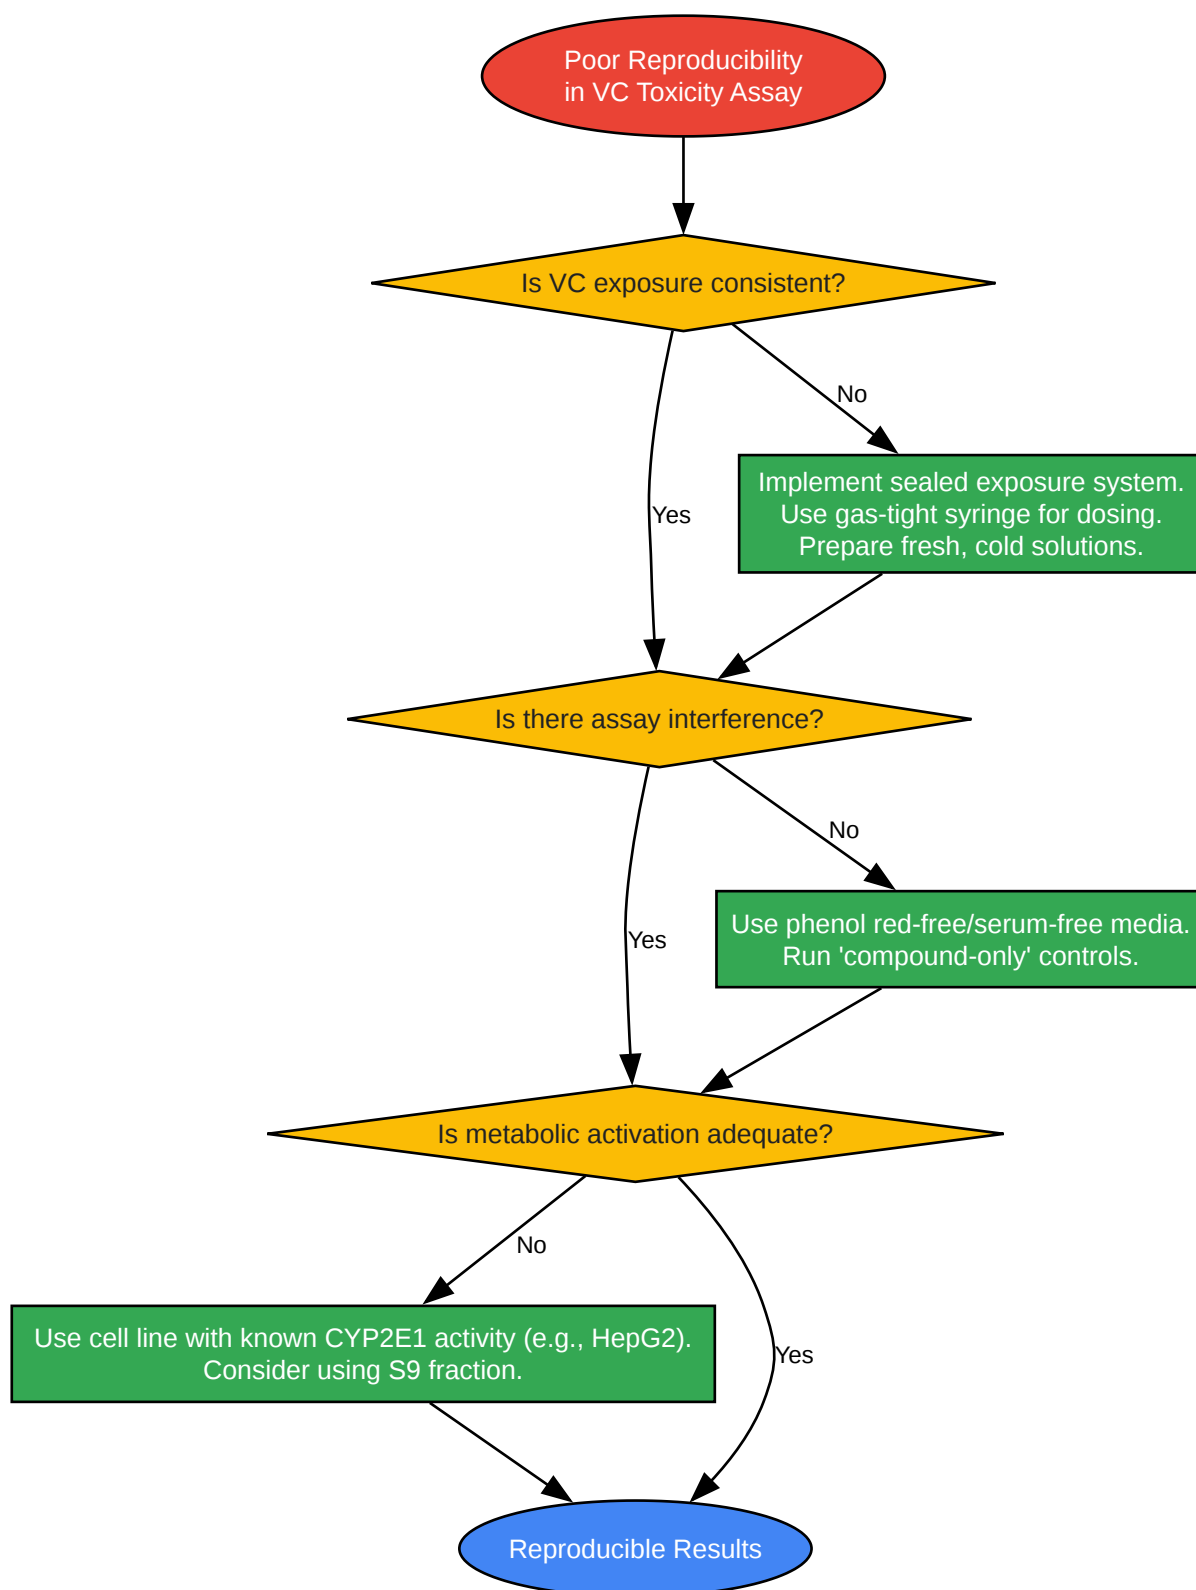 Poor Reproducibility
in VC Toxicity Assay
Is VC exposure consistent?
No
Implement sealed exposure system.
Use gas-tight syringe for dosing.
Prepare fresh, cold solutions.
Yes
Is there assay interference?
No
Use phenol red-free/serum-free media.
Run 'compound-only' controls.
Yes
Is metabolic activation adequate?
No
Use cell line with known CYP2E1 activity (e.g., HepG2).
Consider using S9 fraction.
Yes
Reproducible Results